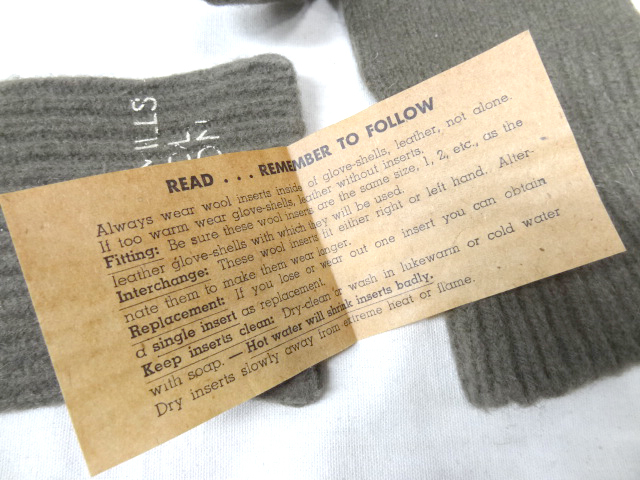 MILLS
READ . . . REMEMBER TO FOLLOW
Always wear wool inserts inside of glove-shells, leather, not alone.
If too warm wear glove-shells, leather without inserts.
Fitting: Be sure these wool inserts are the same size, 1, 2, etc., as the
leather glove-shells with which they will be used.
Interchange: These wool inserts fit either right or left hand. Alter-
nate them to make them wear longer.
Replacement: If you lose or wear out one insert you can obtain
d single insert as replacement.
Keep inserts clean: Dry-clean or wash in lukewarm or cold water
with soap. — Hot water will shrink inserts badly.
Dry inserts slowly away from extreme heat or flame.